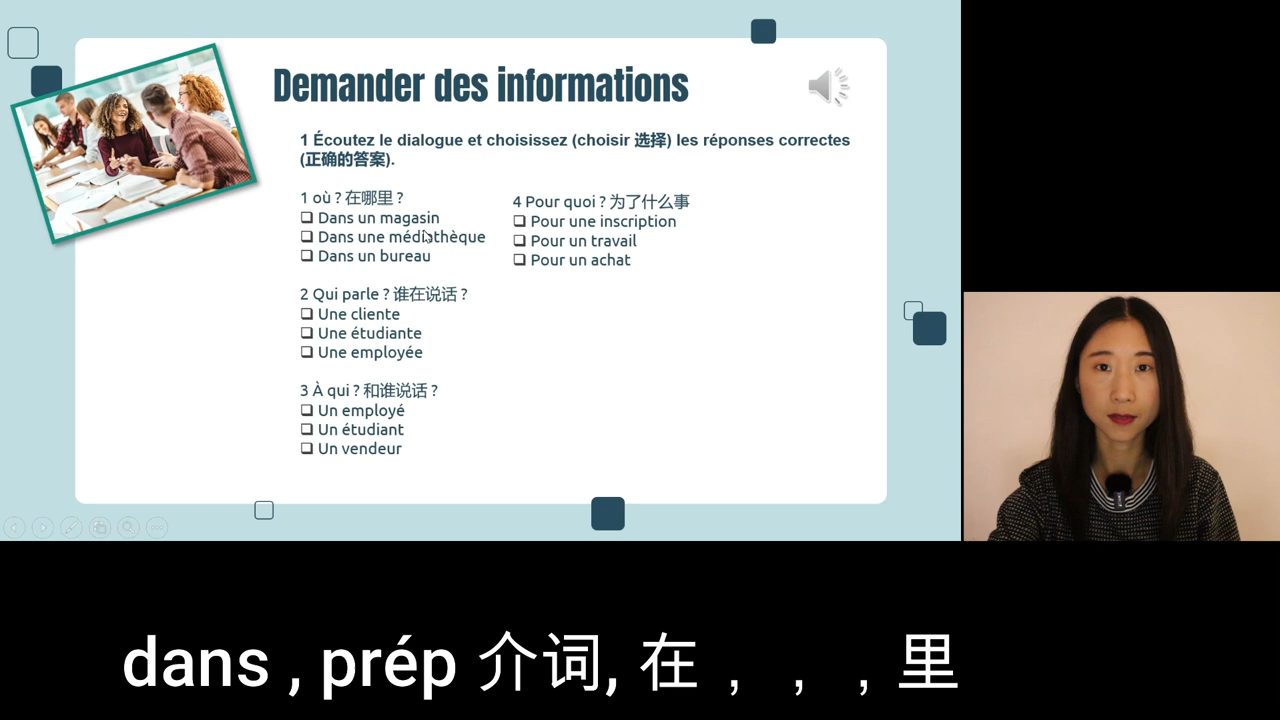 Demander des informations
1 Écoutez le dialogue et choisissez (choisir 选择) les réponses correctes
(正确的答案).
1 où ? 在哪里 ?
Dans un magasin
Dans une médiathèque
Dans un bureau
2 Qui parle ? 谁在说话 ?
Une cliente
Une étudiante
Une employée
3 À qui ? 和谁说话 ?
Un employé
Un étudiant
Un vendeur
4 Pour quoi ? 为了什么事
Pour une inscription
Pour un travail
Pour un achat
dans , prép 介词, 在 ， ， ，里